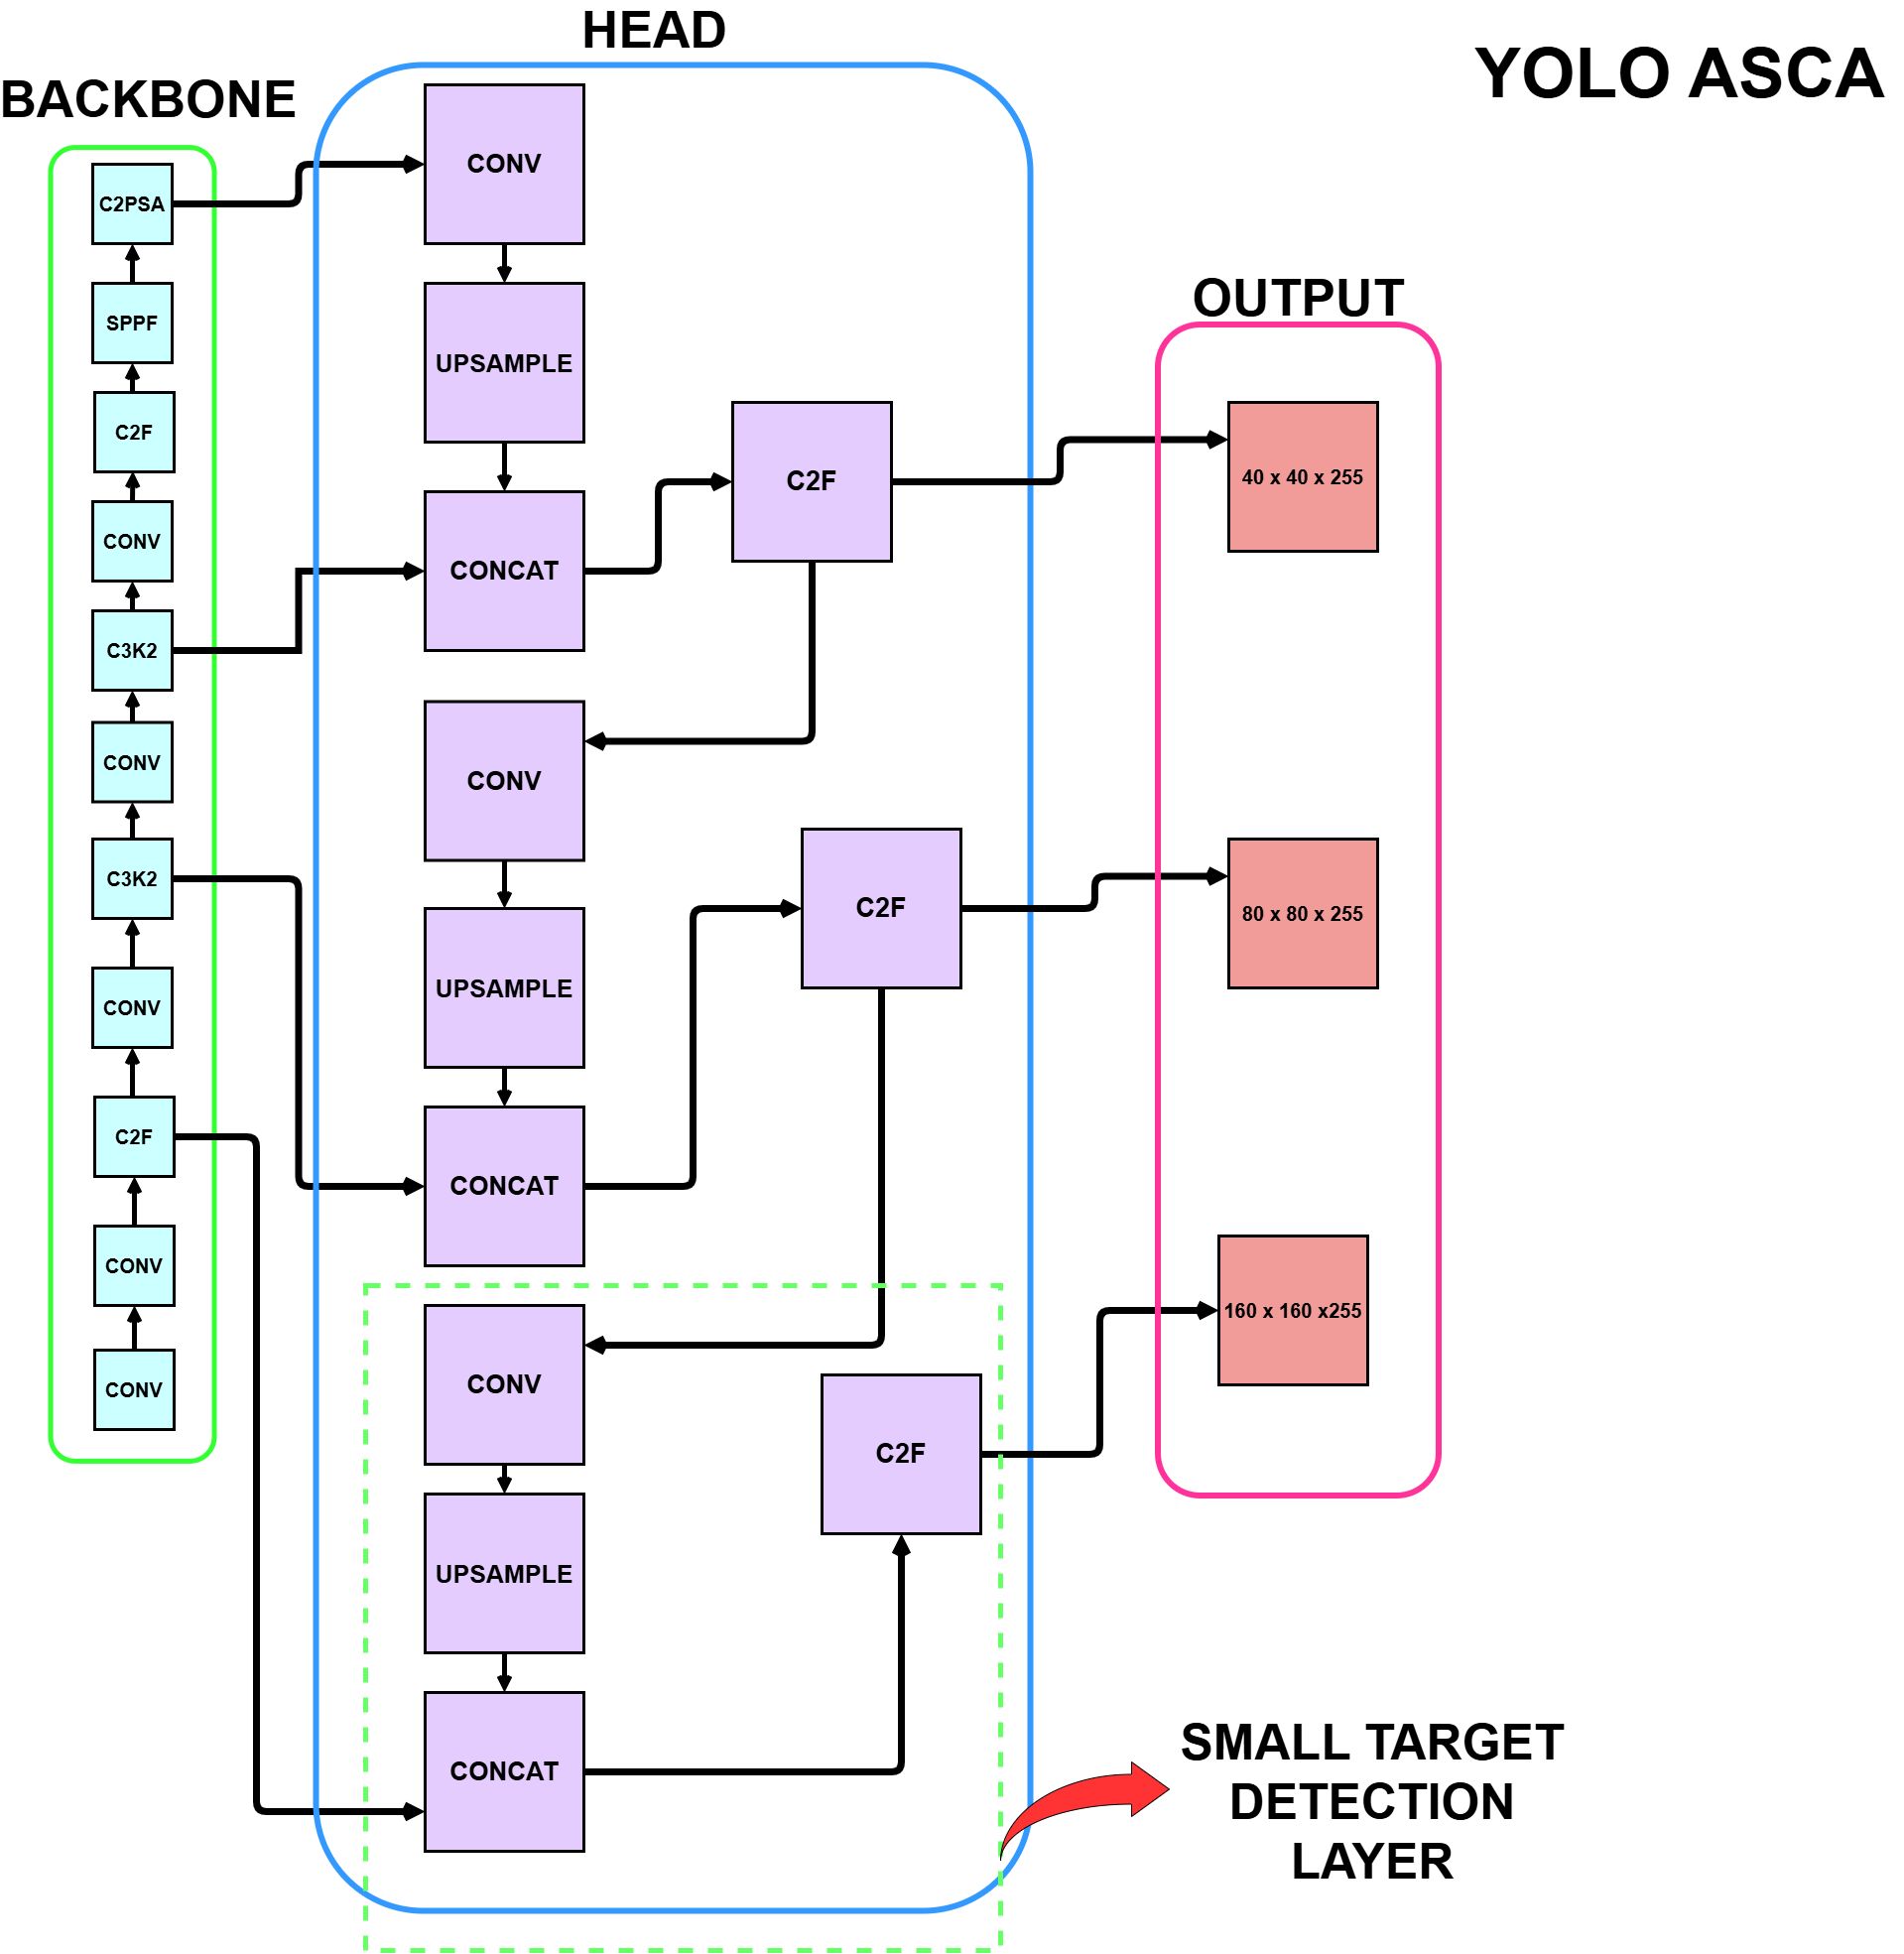 HEAD
YOLO ASCA
BACKBONE
C2PSA
SPPF
C2F
CONV
C3K2
CONV
C3K2
CONV
C2F
CONV
CONV
CONV
UPSAMPLE
CONCAT
C2F
CONV
UPSAMPLE
CONCAT
C2F
CONV
UPSAMPLE
CONCAT
C2F
OUTPUT
40 x 40 x 255
80 x 80 x 255
160 x 160 x255
SMALL TARGET
DETECTION
LAYER